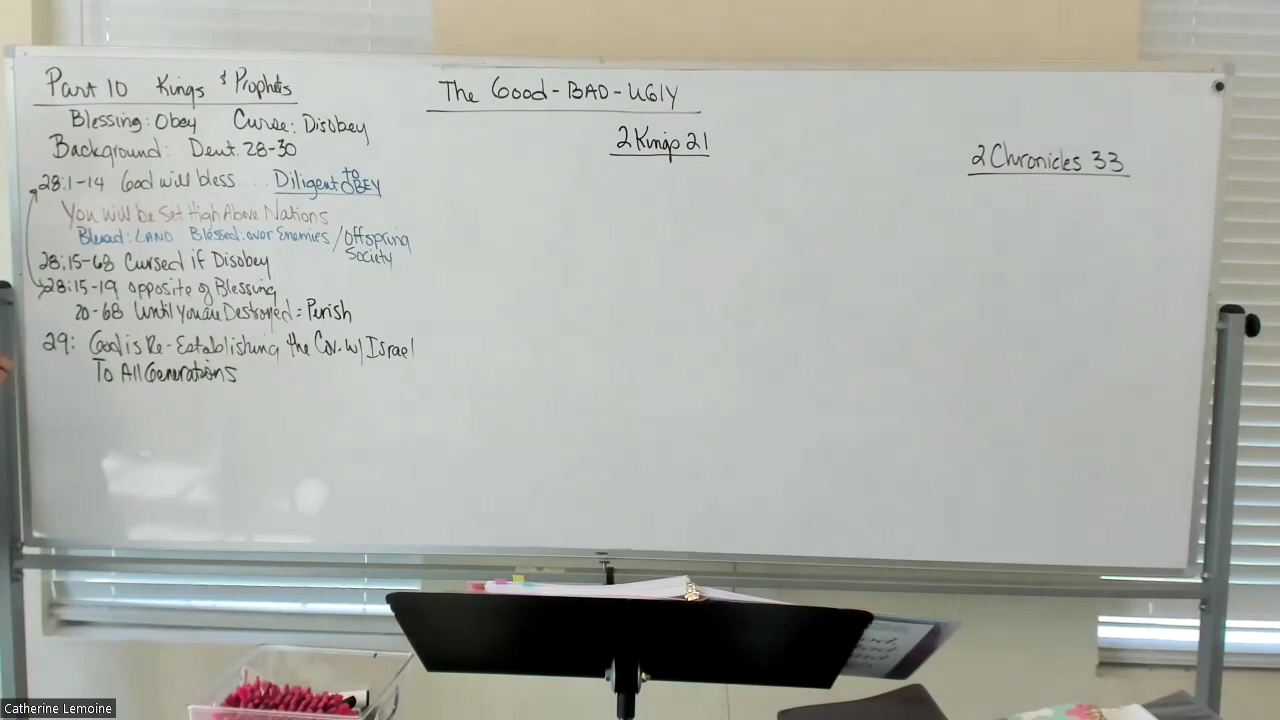 Part 10 Kings & Prophets
Blessing: Obey Curse: Disobey
Background: Deut. 28-30
28:1-14 God will bless ... Diligent to OBEY
You will be Set High Above Nations
Blessed: LAND Blessed: over Enemies / Offspring
Society
28:15-68 Cursed if Disobey
28:15-19 opposite of Blessing
20-68 Until You are Destroyed = Perish
29: God is Re-Establishing the Cov. w/ Israel
To All Generations
The Good - BAD - UGLY
2 Kings 21
2 Chronicles 33
Catherine Lemoine